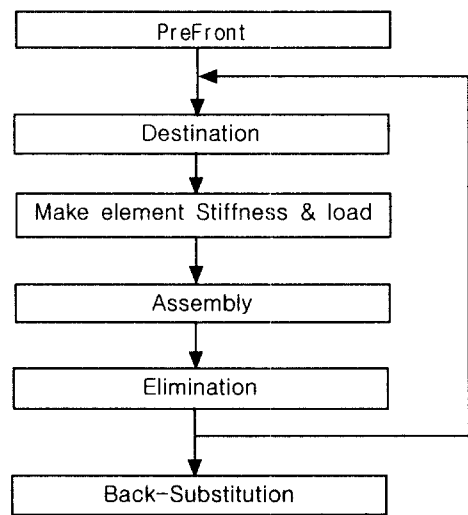 PreFront
Destination
Make element Stiffness & load
Assembly
Elimination
Back-Substitution